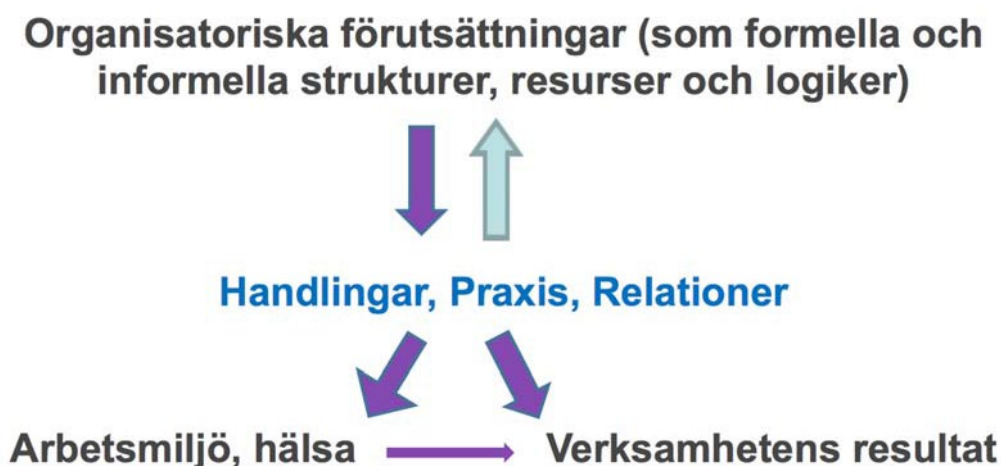 Organisatoriska förutsättningar (som formella och
informella strukturer, resurser och logiker)
Handlingar, Praxis, Relationer
Arbetsmiljö, hälsa
Verksamhetens resultat